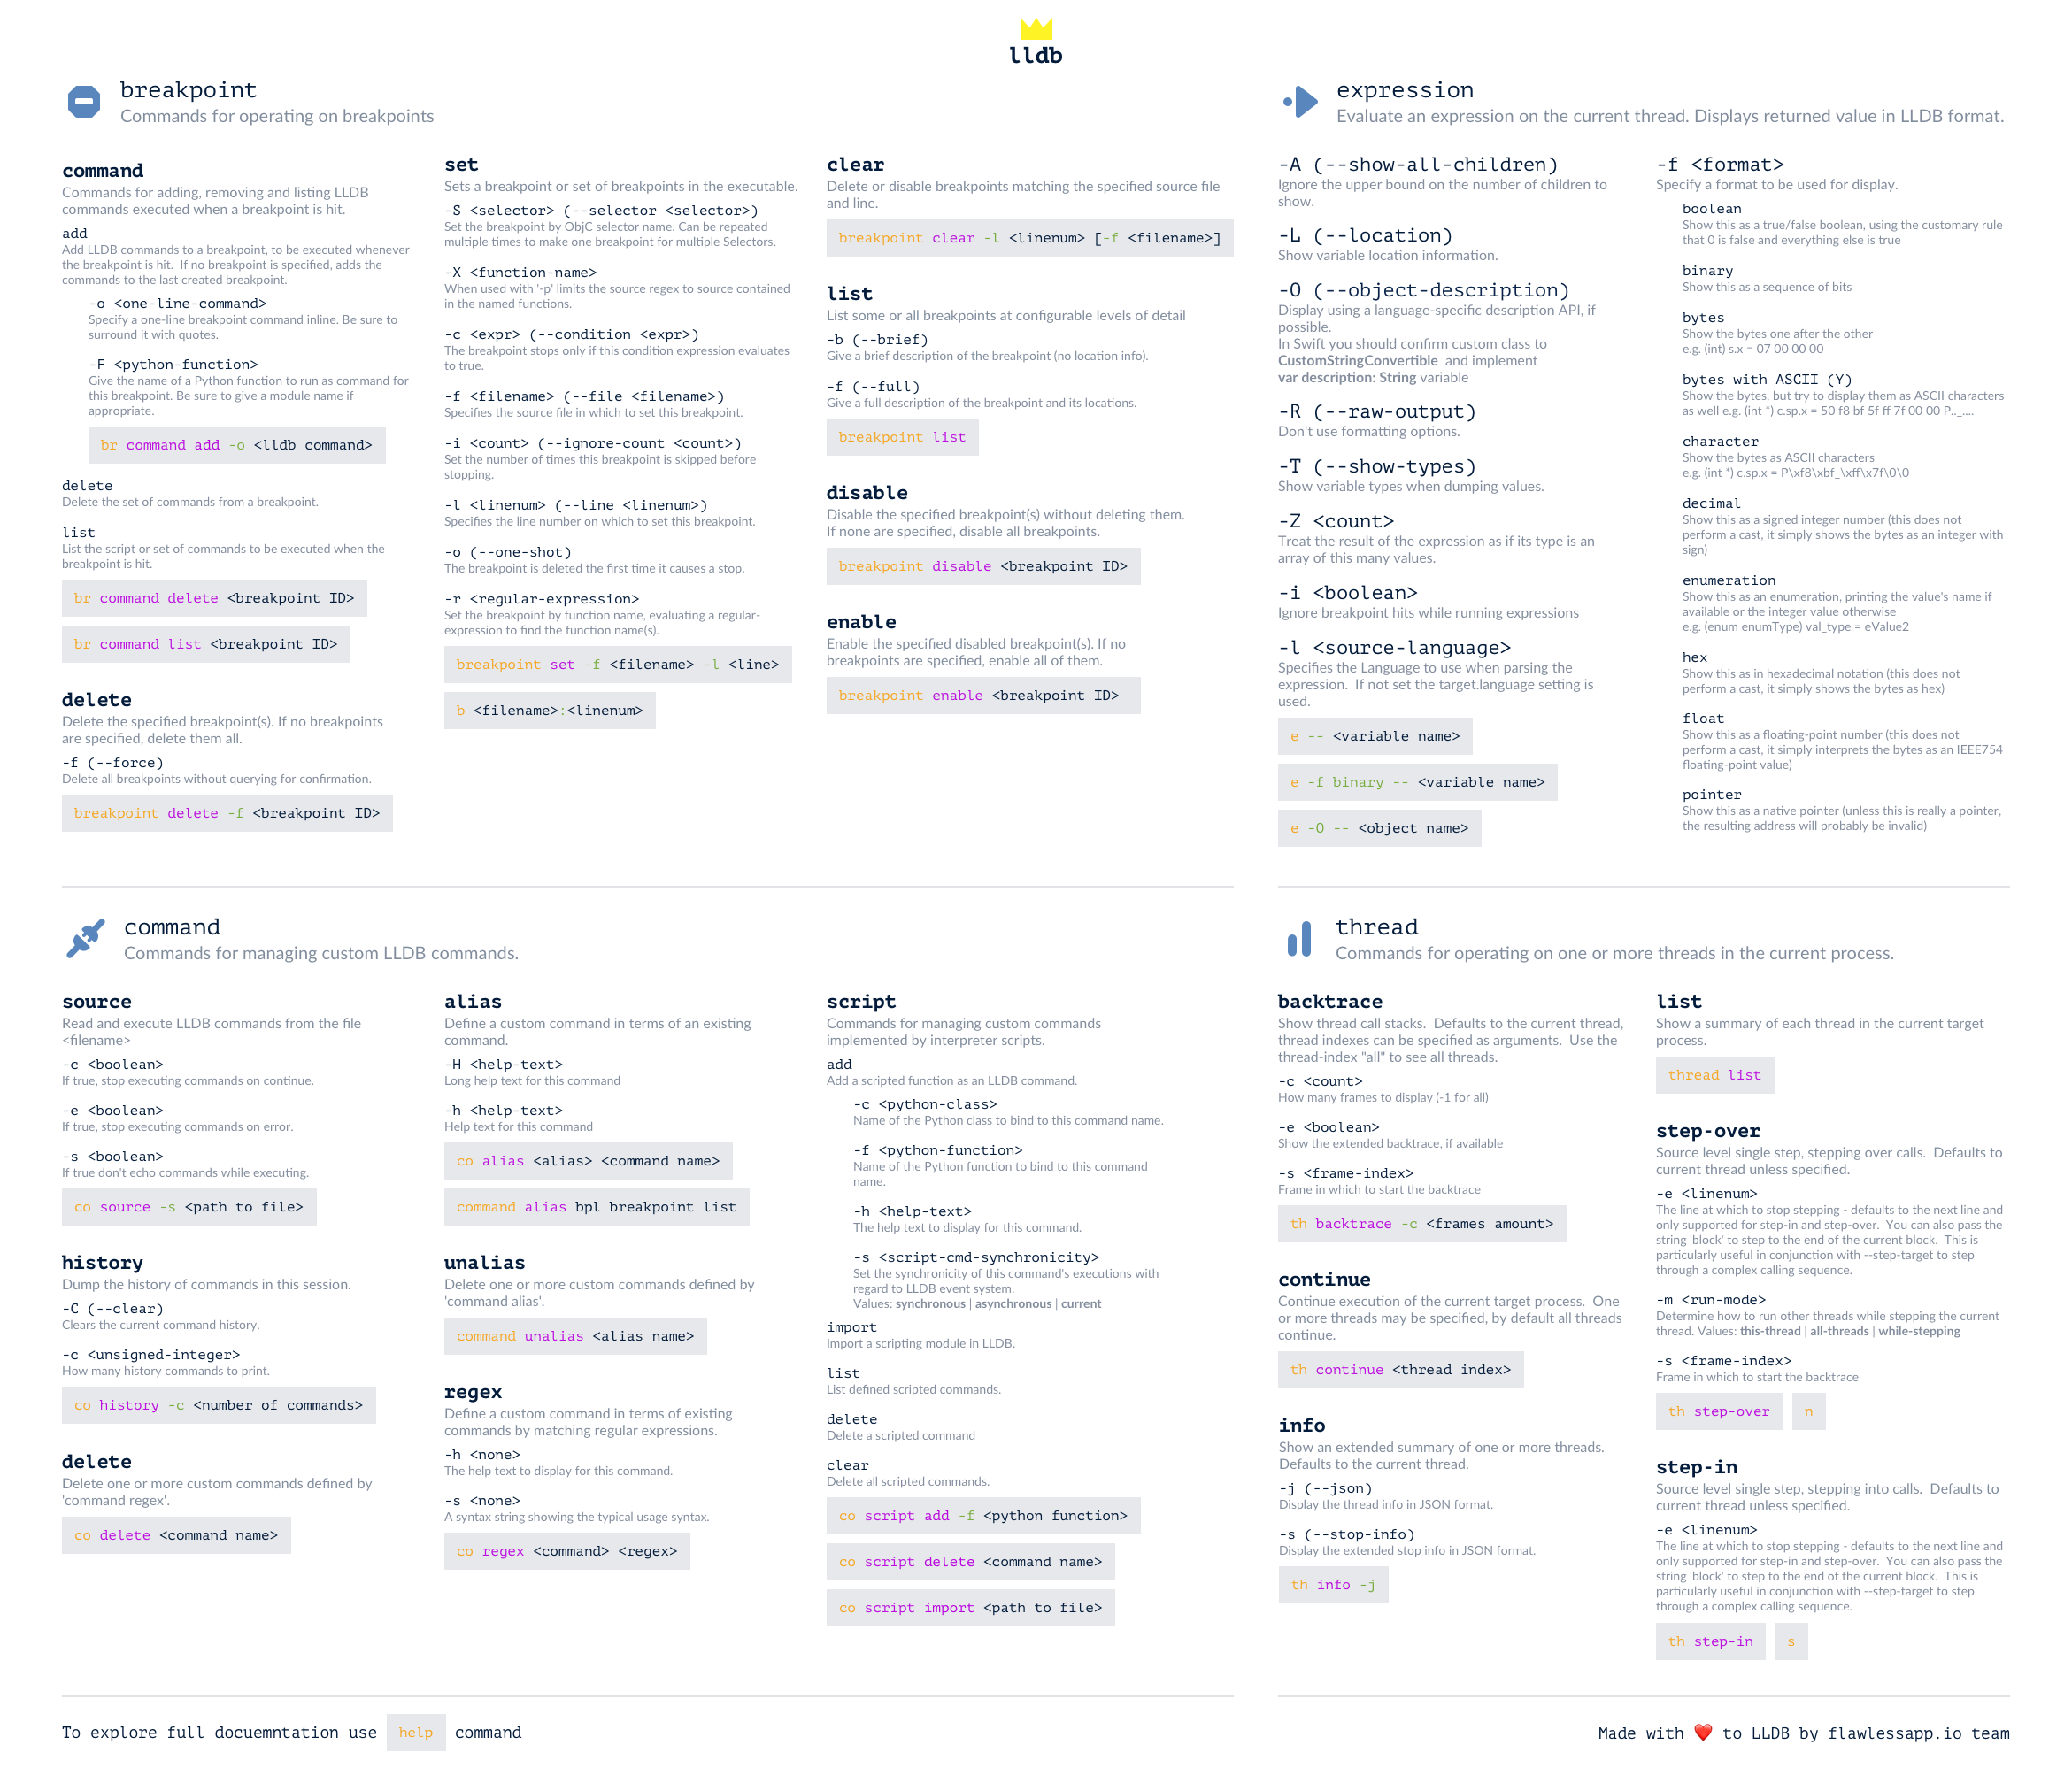 lldb
breakpoint
Commands for operating on breakpoints
command
Commands for adding, removing and listing LLDB
commands executed when a breakpoint is hit.
add
Add LLDB commands to a breakpoint, to be executed whenever
the breakpoint is hit.  If no breakpoint is specified, adds the
commands to the last created breakpoint.
-o <one-line-command>
Specify a one-line breakpoint command inline. Be sure to
surround it with quotes.
-F <python-function>
Give the name of a Python function to run as command for
this breakpoint. Be sure to give a module name if
appropriate.
br command add -o <lldb command>
delete
Delete the set of commands from a breakpoint.
list
List the script or set of commands to be executed when the
breakpoint is hit.
br command delete <breakpoint ID>
br command list <breakpoint ID>
delete
Delete the specified breakpoint(s). If no breakpoints
are specified, delete them all.
-f (--force)
Delete all breakpoints without querying for confirmation.
breakpoint delete -f <breakpoint ID>
set
Sets a breakpoint or set of breakpoints in the executable.
-S <selector> (--selector <selector>)
Set the breakpoint by ObjC selector name. Can be repeated
multiple times to make one breakpoint for multiple Selectors.
-X <function-name>
When used with '-p' limits the source regex to source contained
in the named functions.
-c <expr> (--condition <expr>)
The breakpoint stops only if this condition expression evaluates
to true.
-f <filename> (--file <filename>)
Specifies the source file in which to set this breakpoint.
-i <count> (--ignore-count <count>)
Set the number of times this breakpoint is skipped before
stopping.
-l <linenum> (--line <linenum>)
Specifies the line number on which to set this breakpoint.
-o (--one-shot)
The breakpoint is deleted the first time it causes a stop.
-r <regular-expression>
Set the breakpoint by function name, evaluating a regular-
expression to find the function name(s).
breakpoint set -f <filename> -l <line>
b <filename>:<linenum>
clear
Delete or disable breakpoints matching the specified source file
and line.
breakpoint clear -l <linenum> [-f <filename>]
list
List some or all breakpoints at configurable levels of detail
-b (--brief)
Give a brief description of the breakpoint (no location info).
-f (--full)
Give a full description of the breakpoint and its locations.
breakpoint list
disable
Disable the specified breakpoint(s) without deleting them.
If none are specified, disable all breakpoints.
breakpoint disable <breakpoint ID>
enable
Enable the specified disabled breakpoint(s). If no
breakpoints are specified, enable all of them.
breakpoint enable <breakpoint ID>
expression
Evaluate an expression on the current thread. Displays returned value in LLDB format.
-A (--show-all-children)
Ignore the upper bound on the number of children to
show.
-L (--location)
Show variable location information.
-O (--object-description)
Display using a language-specific description API, if
possible.
In Swift you should confirm custom class to
CustomStringConvertible  and implement
var description: String variable
-R (--raw-output)
Don't use formatting options.
-T (--show-types)
Show variable types when dumping values.
-Z <count>
Treat the result of the expression as if its type is an
array of this many values.
-i <boolean>
Ignore breakpoint hits while running expressions
-l <source-language>
Specifies the Language to use when parsing the
expression.  If not set the target.language setting is
used.
e -- <variable name>
e -f binary -- <variable name>
e -O -- <object name>
-f <format>
Specify a format to be used for display.
boolean
Show this as a true/false boolean, using the customary rule
that 0 is false and everything else is true
binary
Show this as a sequence of bits
bytes
Show the bytes one after the other
e.g. (int) s.x = 07 00 00 00
bytes with ASCII (Y)
Show the bytes, but try to display them as ASCII characters
as well e.g. (int *) c.sp.x = 50 f8 bf 5f ff 7f 00 00 P.._....
character
Show the bytes as ASCII characters
e.g. (int *) c.sp.x = P\xf8\xbf_\xff\x7f\0\0
decimal
Show this as a signed integer number (this does not
perform a cast, it simply shows the bytes as an integer with
sign)
enumeration
Show this as an enumeration, printing the value's name if
available or the integer value otherwise
e.g. (enum enumType) val_type = eValue2
hex
Show this as in hexadecimal notation (this does not
perform a cast, it simply shows the bytes as hex)
float
Show this as a floating-point number (this does not
perform a cast, it simply interprets the bytes as an IEEE754
floating-point value)
pointer
Show this as a native pointer (unless this is really a pointer,
the resulting address will probably be invalid)
command
Commands for managing custom LLDB commands.
source
Read and execute LLDB commands from the file
<filename>
-c <boolean>
If true, stop executing commands on continue.
-e <boolean>
If true, stop executing commands on error.
-s <boolean>
If true don't echo commands while executing.
co source -s <path to file>
history
Dump the history of commands in this session.
-C (--clear)
Clears the current command history.
-c <unsigned-integer>
How many history commands to print.
co history -c <number of commands>
delete
Delete one or more custom commands defined by
'command regex'.
co delete <command name>
alias
Define a custom command in terms of an existing
command.
-H <help-text>
Long help text for this command
-h <help-text>
Help text for this command
co alias <alias> <command name>
command alias bpl breakpoint list
unalias
Delete one or more custom commands defined by
'command alias'.
command unalias <alias name>
regex
Define a custom command in terms of existing
commands by matching regular expressions.
-h <none>
The help text to display for this command.
-s <none>
A syntax string showing the typical usage syntax.
co regex <command> <regex>
script
Commands for managing custom commands
implemented by interpreter scripts.
add
Add a scripted function as an LLDB command.
-c <python-class>
Name of the Python class to bind to this command name.
-f <python-function>
Name of the Python function to bind to this command
name.
-h <help-text>
The help text to display for this command.
-s <script-cmd-synchronicity>
Set the synchronicity of this command's executions with
regard to LLDB event system.
Values: synchronous | asynchronous | current
import
Import a scripting module in LLDB.
list
List defined scripted commands.
delete
Delete a scripted command
clear
Delete all scripted commands.
co script add -f <python function>
co script delete <command name>
co script import <path to file>
thread
Commands for operating on one or more threads in the current process.
backtrace
Show thread call stacks.  Defaults to the current thread,
thread indexes can be specified as arguments.  Use the
thread-index "all" to see all threads.
-c <count>
How many frames to display (-1 for all)
-e <boolean>
Show the extended backtrace, if available
-s <frame-index>
Frame in which to start the backtrace
th backtrace -c <frames amount>
continue
Continue execution of the current target process.  One
or more threads may be specified, by default all threads
continue.
th continue <thread index>
info
Show an extended summary of one or more threads.
Defaults to the current thread.
-j (--json)
Display the thread info in JSON format.
-s (--stop-info)
Display the extended stop info in JSON format.
th info -j
list
Show a summary of each thread in the current target
process.
thread list
step-over
Source level single step, stepping over calls.  Defaults to
current thread unless specified.
-e <linenum>
The line at which to stop stepping - defaults to the next line and
only supported for step-in and step-over.  You can also pass the
string 'block' to step to the end of the current block.  This is
particularly useful in conjunction with --step-target to step
through a complex calling sequence.
-m <run-mode>
Determine how to run other threads while stepping the current
thread. Values: this-thread | all-threads | while-stepping
-s <frame-index>
Frame in which to start the backtrace
th step-over n
step-in
Source level single step, stepping into calls.  Defaults to
current thread unless specified.
-e <linenum>
The line at which to stop stepping - defaults to the next line and
only supported for step-in and step-over.  You can also pass the
string 'block' to step to the end of the current block.  This is
particularly useful in conjunction with --step-target to step
through a complex calling sequence.
th step-in s
To explore full docuemntation use help command
Made with ❤️ to LLDB by flawlessapp.io team